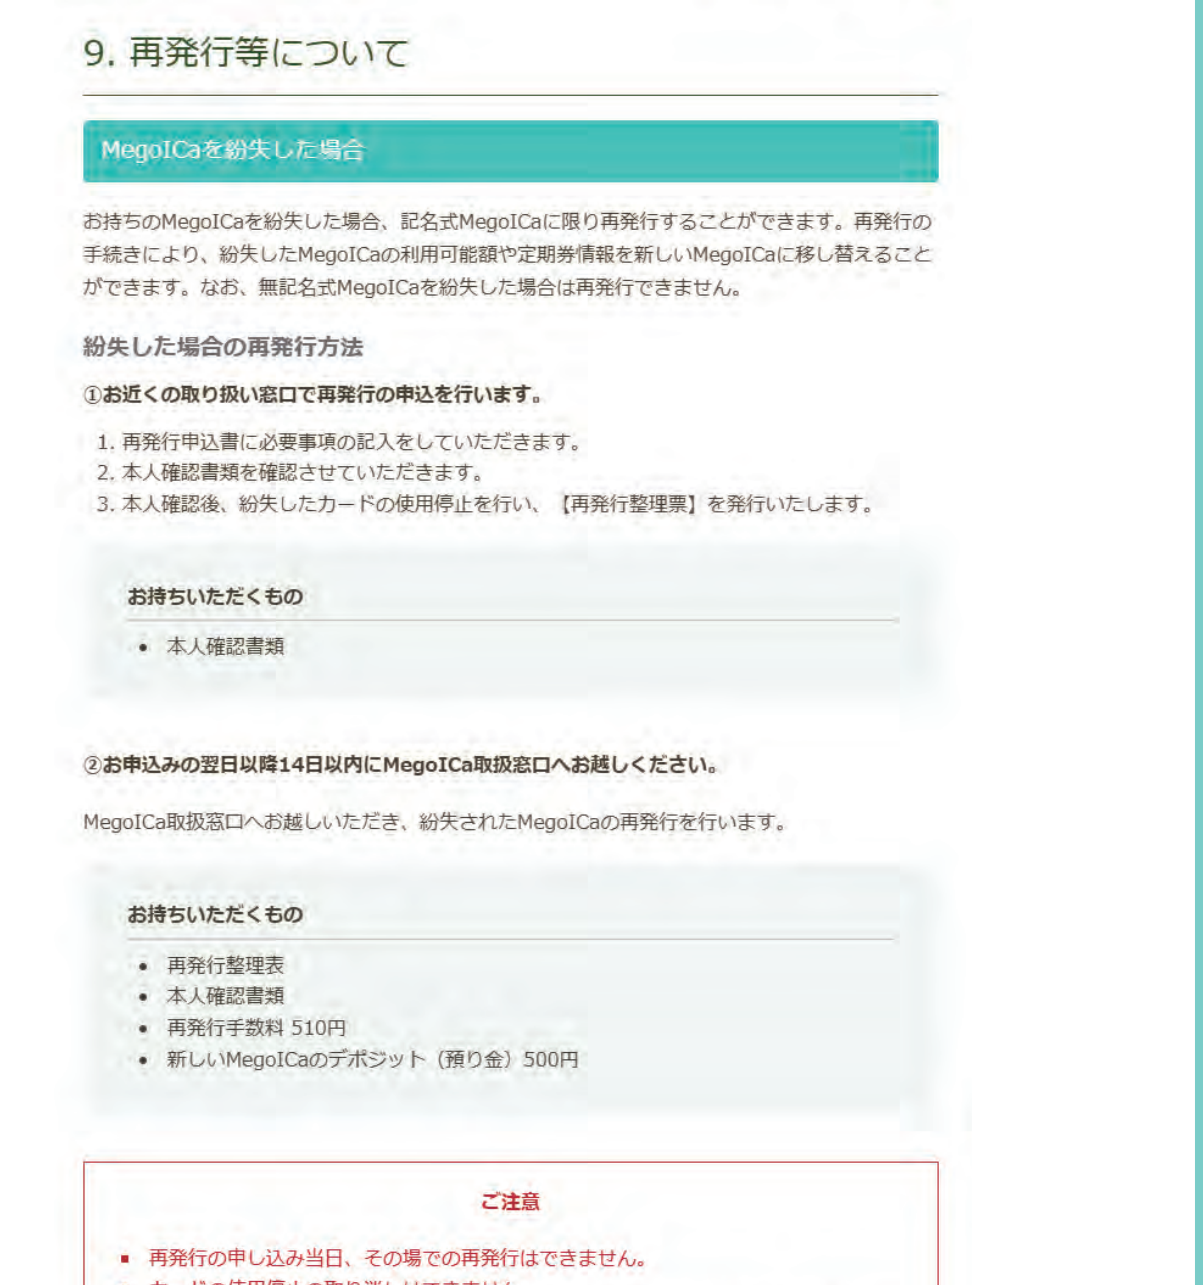 9. 再発行等について
MegoICaを紛失した場合
お持ちのMegoICaを紛失した場合、記名式MegoICaに限り再発行することができます。再発行の
手続きにより、紛失したMegoICaの利用可能額や定期券情報を新しいMegoICaに移し替えること
ができます。なお、無記名式MegoICaを紛失した場合は再発行できません。
紛失した場合の再発行方法
①お近くの取り扱い窓口で再発行の申込を行います。
1. 再発行申込書に必要事項の記入をしていただきます。
2. 本人確認書類を確認させていただきます。
3. 本人確認後、紛失したカードの使用停止を行い、【再発行整理票】を発行いたします。
お持ちいただくもの
• 本人確認書類
②お申込みの翌日以降14日以内にMegoICa取扱窓口へお越しください。
MegoICa取扱窓口へお越しいただき、紛失されたMegoICaの再発行を行います。
お持ちいただくもの
• 再発行整理表
• 本人確認書類
• 再発行手数料 510円
• 新しいMegoICaのデポジット（預り金）500円
ご注意
▪ 再発行の申し込み当日、その場での再発行はできません。